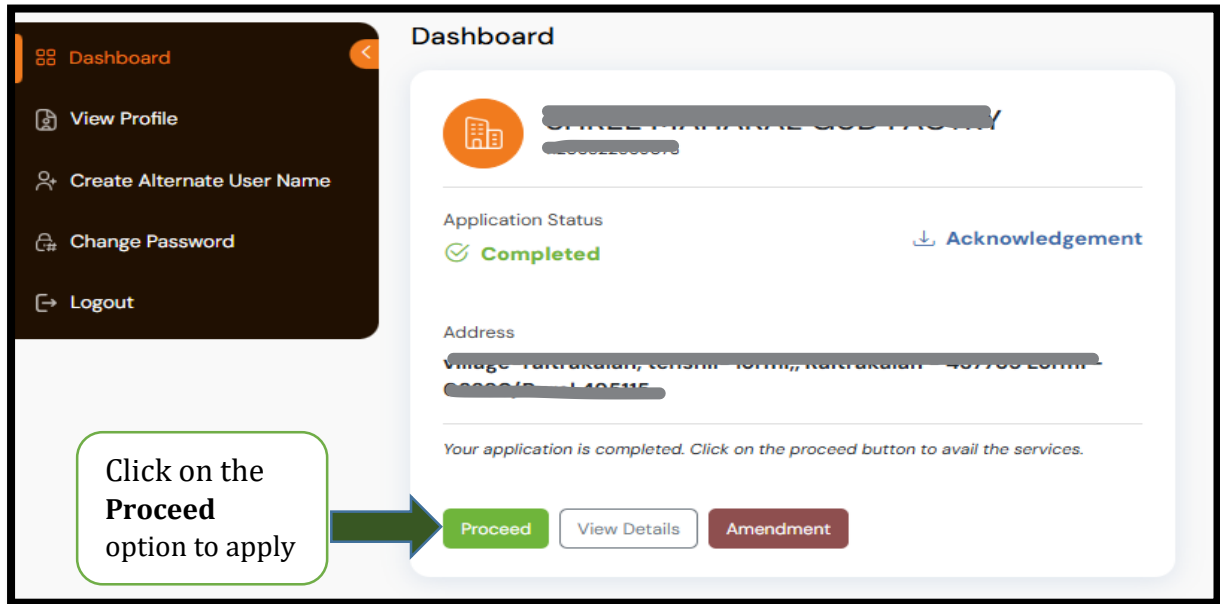 Dashboard
View Profile
Create Alternate User Name
Change Password
Logout
Dashboard
Application Status
Completed
Acknowledgement
Address
Your application is completed. Click on the proceed button to avail the services.
Proceed
View Details
Amendment
Click on the
Proceed
option to apply